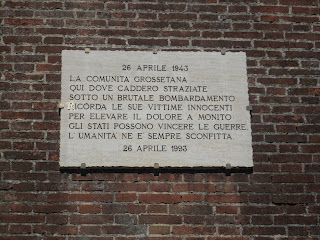 26 APRILE 1943
LA COMUNITÀ GROSSETANA
QUI DOVE CADDERO STRAZIATE
SOTTO UN BRUTALE BOMBARDAMENTO
RICORDA LE SUE VITTIME INNOCENTI
PER ELEVARE IL DOLORE A MONITO
GLI STATI POSSONO VINCERE LE GUERRE
L'UMANITÀ NE È SEMPRE SCONFITTA
26 APRILE 1993